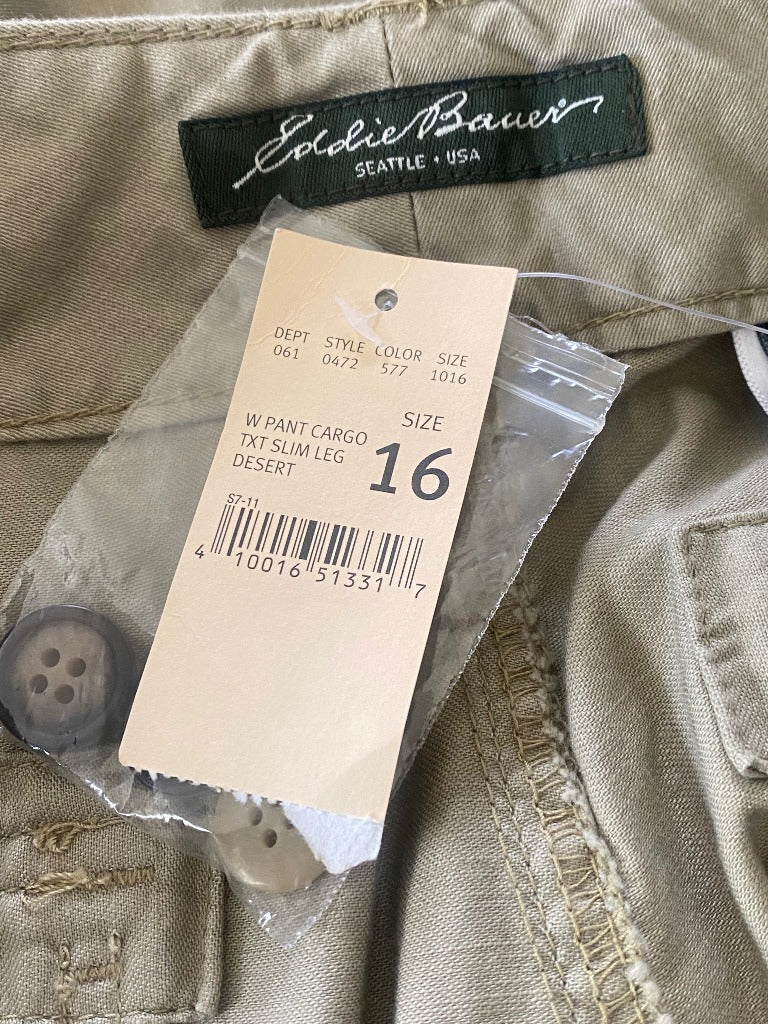 Eddie Bauer
SEATTLE • USA
DEPT STYLE COLOR SIZE
061 0472 577 1016
W PANT CARGO
TXT SLIM LEG
DESERT
SIZE
16
S7-11
4 10016 51331 7